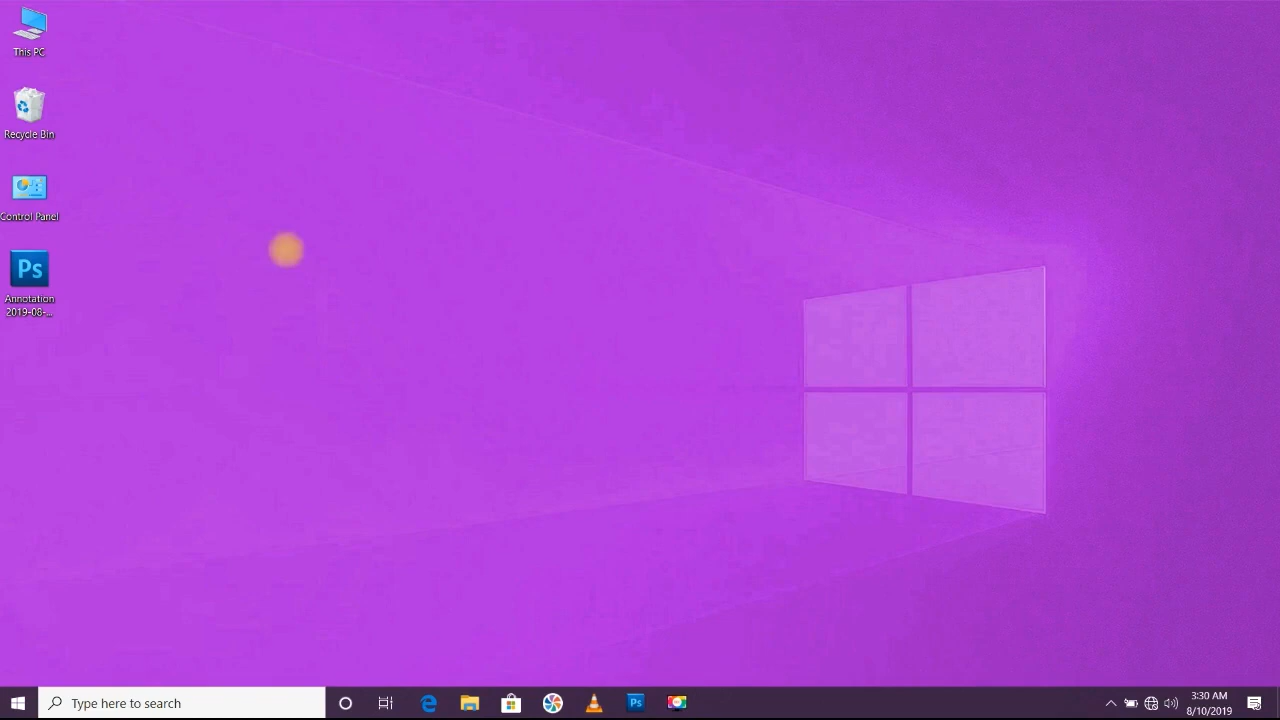 This PC
Recycle Bin
Control Panel
Ps
Annotation
2019-08-...
Type here to search
Ps
3:30 AM
8/10/2019